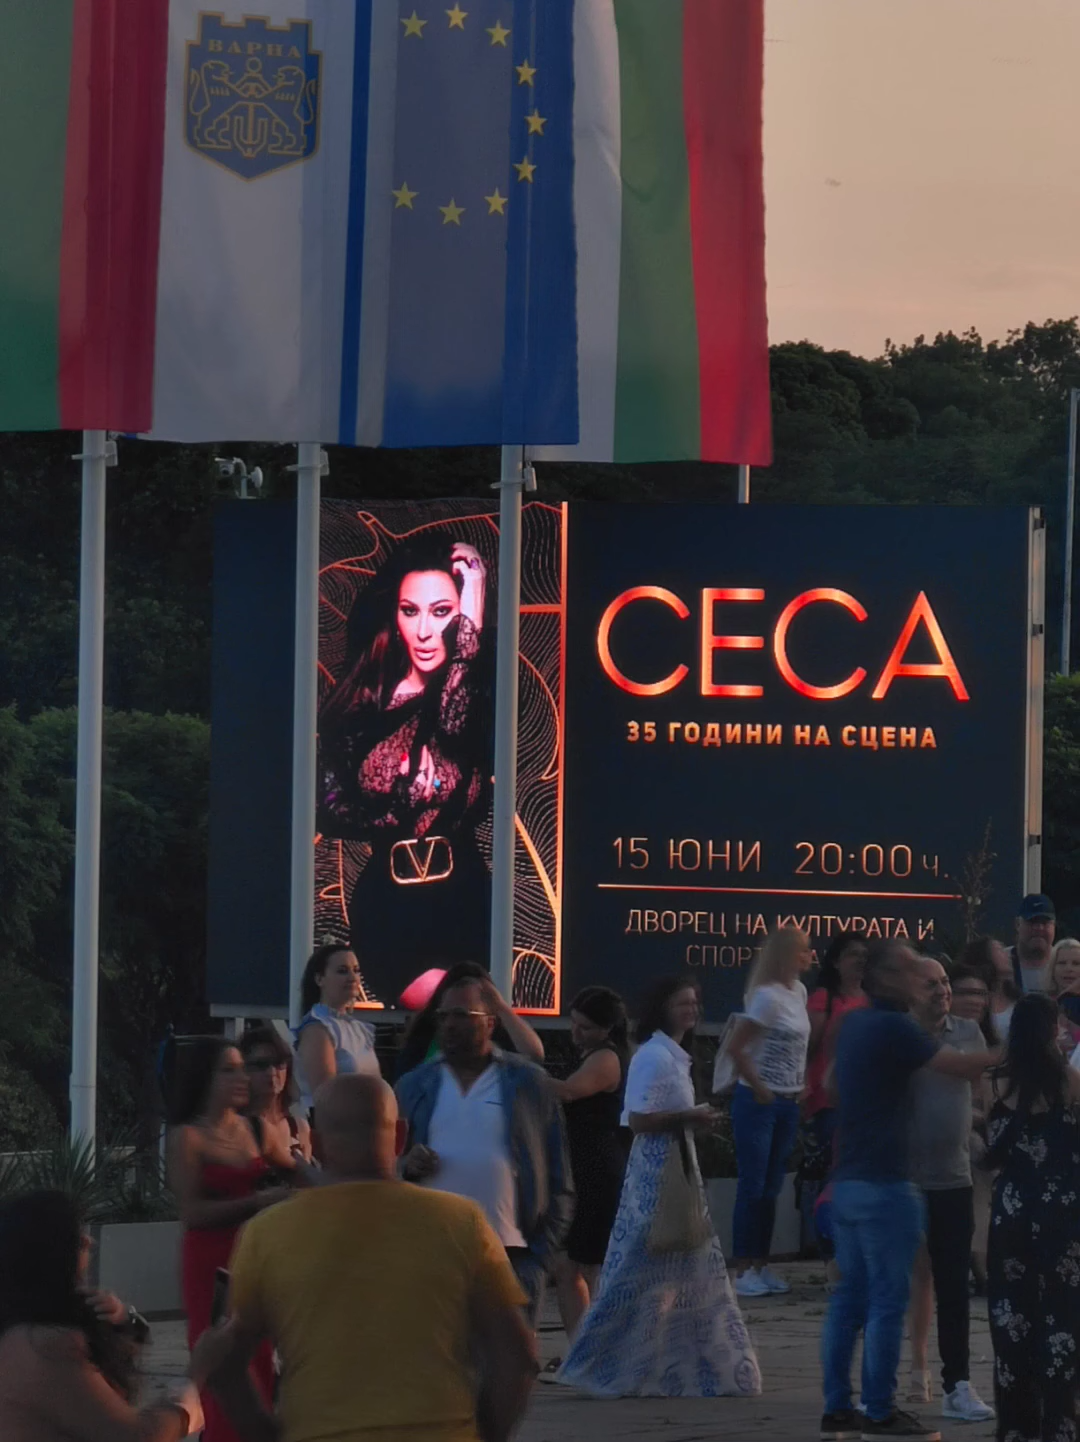 ВАРНА
СЕСА
35 ГОДИНИ НА СЦЕНА
15 ЮНИ 20:00 ч.
ДВОРЕЦ НА КУЛТУРАТА И